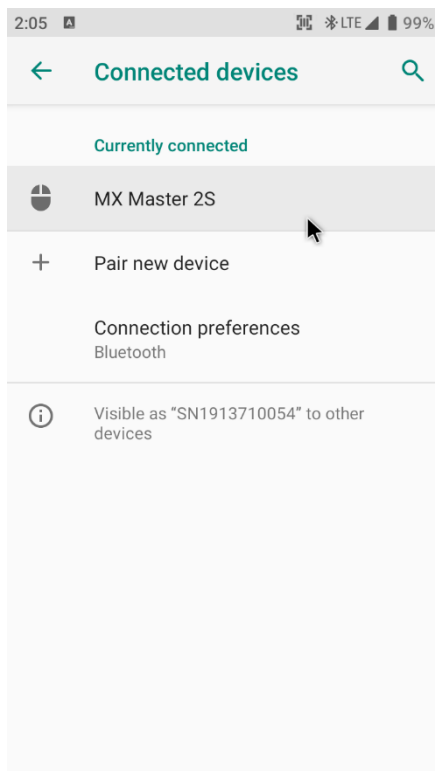 2:05 LTE 99%
Connected devices
Currently connected
MX Master 2S
Pair new device
Connection preferences
Bluetooth
Visible as “SN1913710054” to other
devices